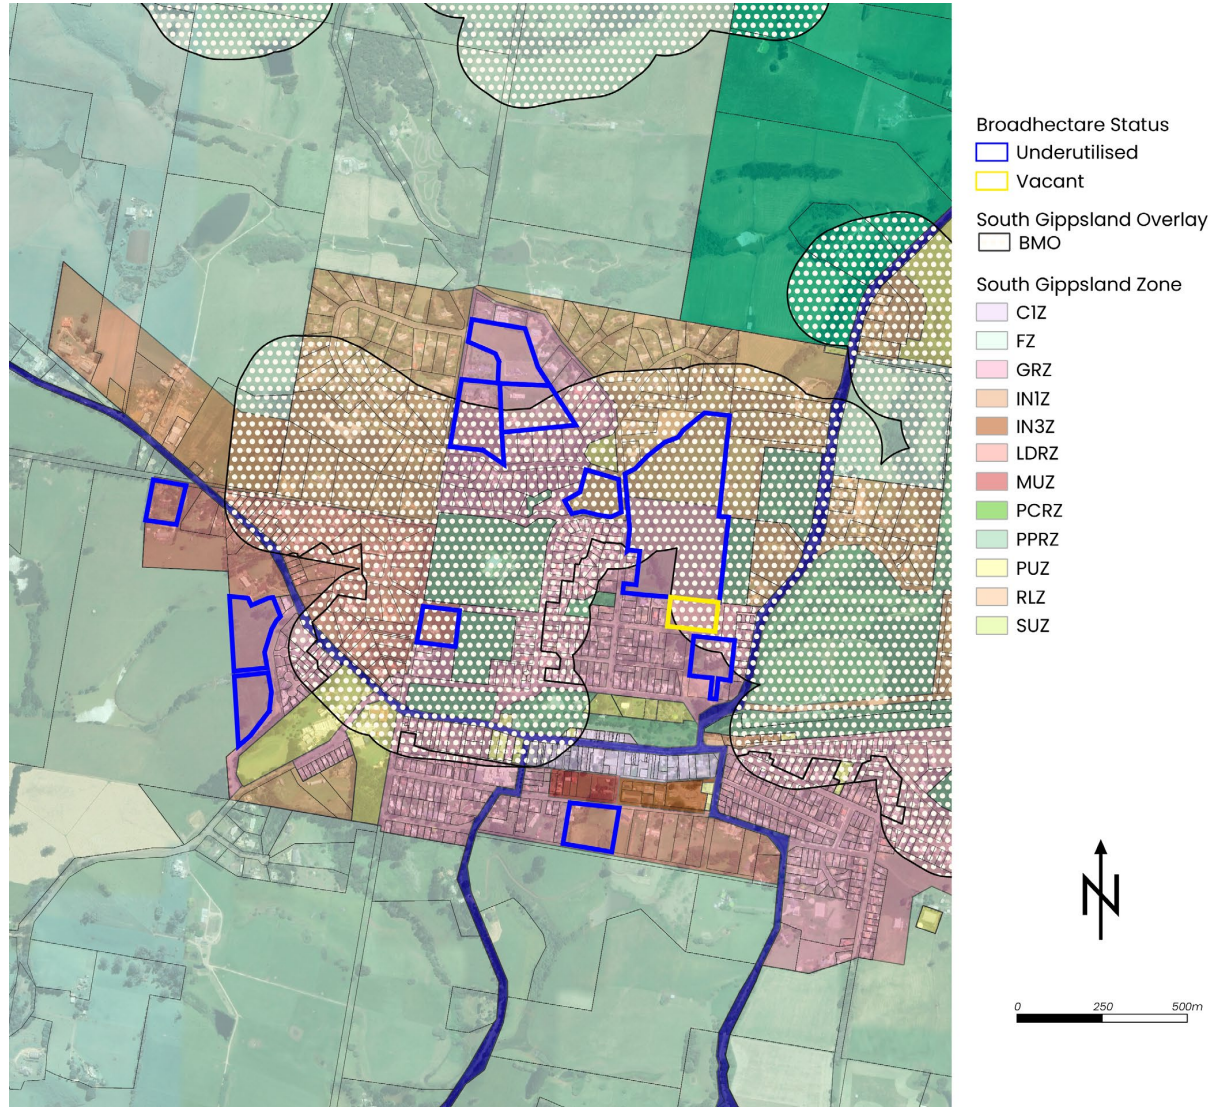 Broadhectare Status
Underutilised
Vacant
South Gippsland Overlay
BMO
South Gippsland Zone
C1Z
FZ
GRZ
IN1Z
IN3Z
LDRZ
MUZ
PCRZ
PPRZ
PUZ
RLZ
SUZ
N
0 250 500m